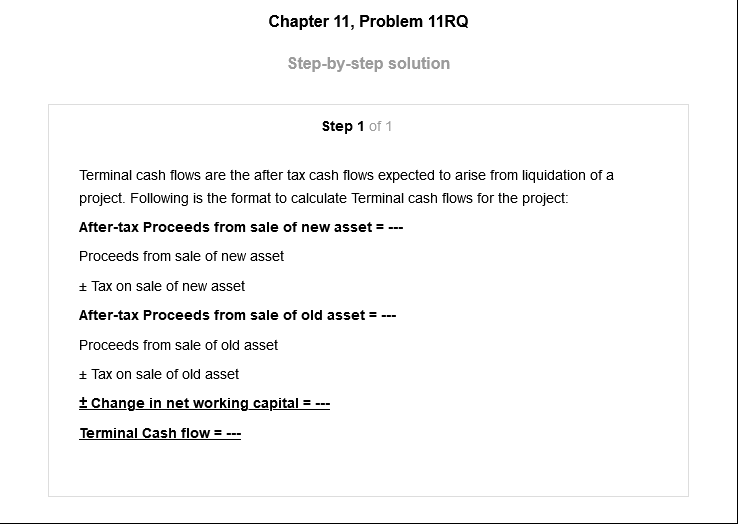 Chapter 11, Problem 11RQ
Step-by-step solution
Step 1 of 1
Terminal cash flows are the after tax cash flows expected to arise from liquidation of a
project. Following is the format to calculate Terminal cash flows for the project:
After-tax Proceeds from sale of new asset = ---
Proceeds from sale of new asset
± Tax on sale of new asset
After-tax Proceeds from sale of old asset = ---
Proceeds from sale of old asset
± Tax on sale of old asset
± Change in net working capital = ---
Terminal Cash flow = ---